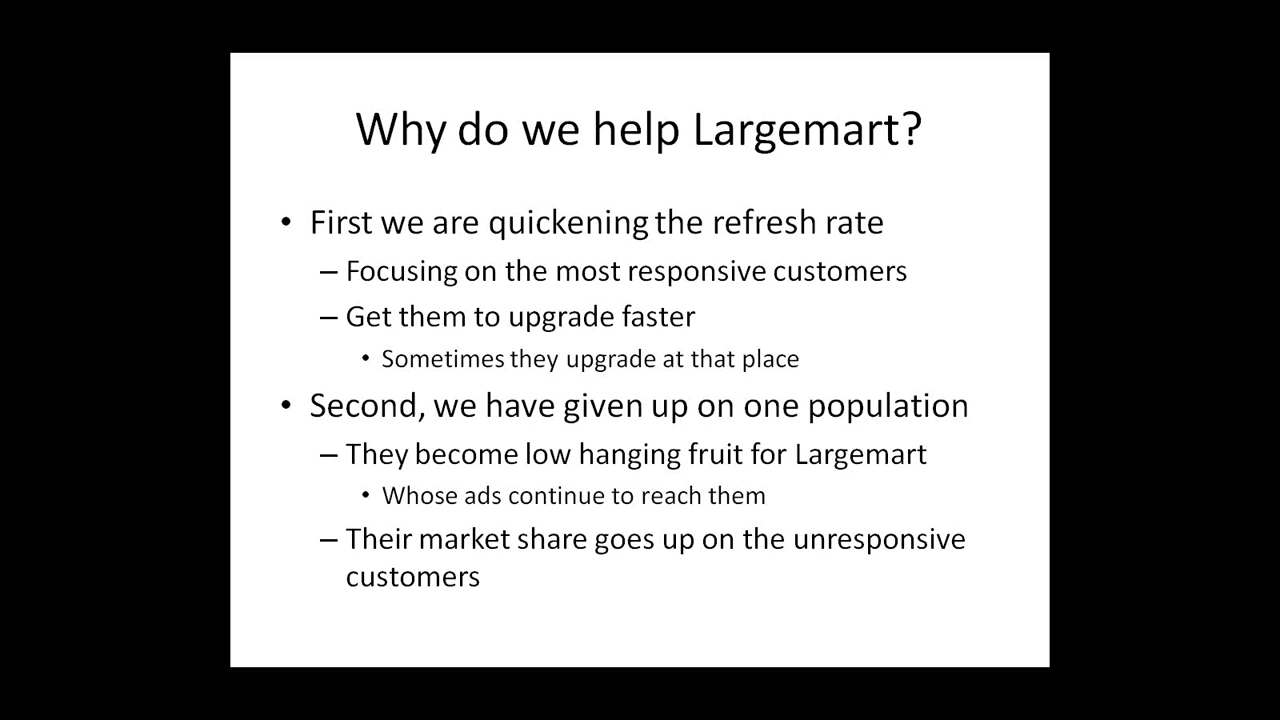 Why do we help Largemart?
• First we are quickening the refresh rate
– Focusing on the most responsive customers
– Get them to upgrade faster
• Sometimes they upgrade at that place
• Second, we have given up on one population
– They become low hanging fruit for Largemart
• Whose ads continue to reach them
– Their market share goes up on the unresponsive
customers